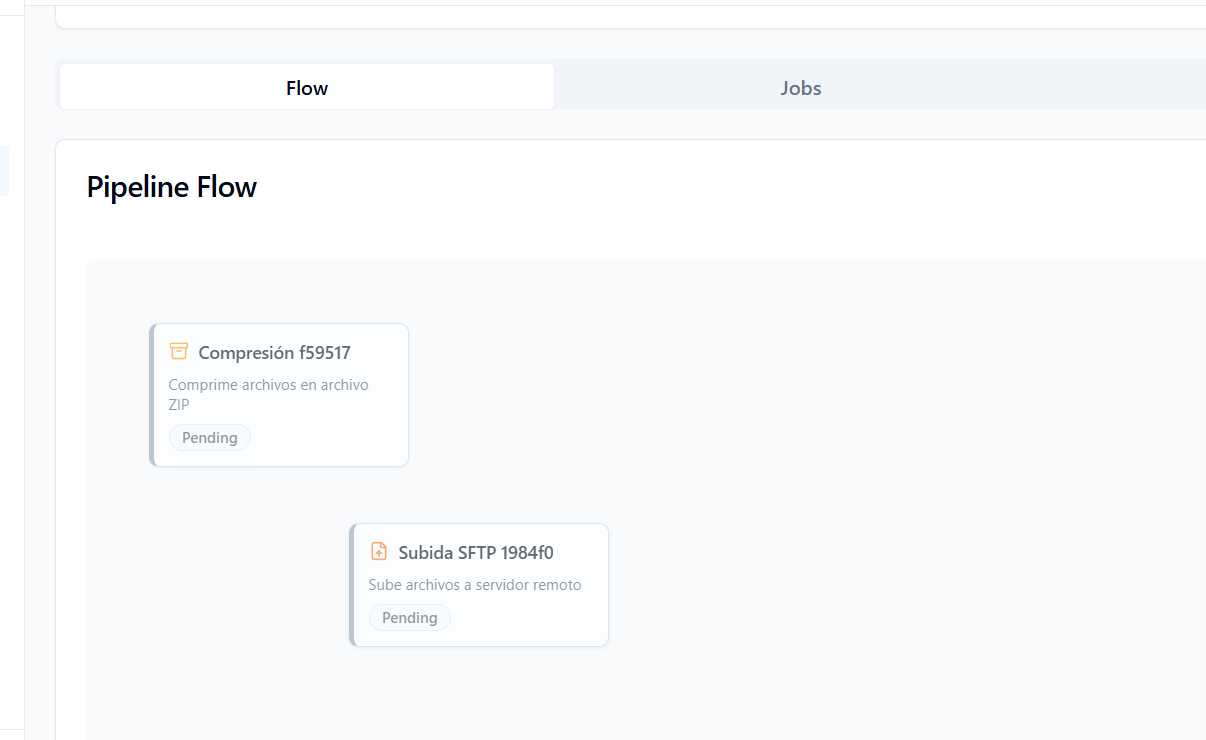 Flow
Jobs
Pipeline Flow
Compresión f59517
Comprime archivos en archivo
ZIP
Pending
Subida SFTP 1984f0
Sube archivos a servidor remoto
Pending